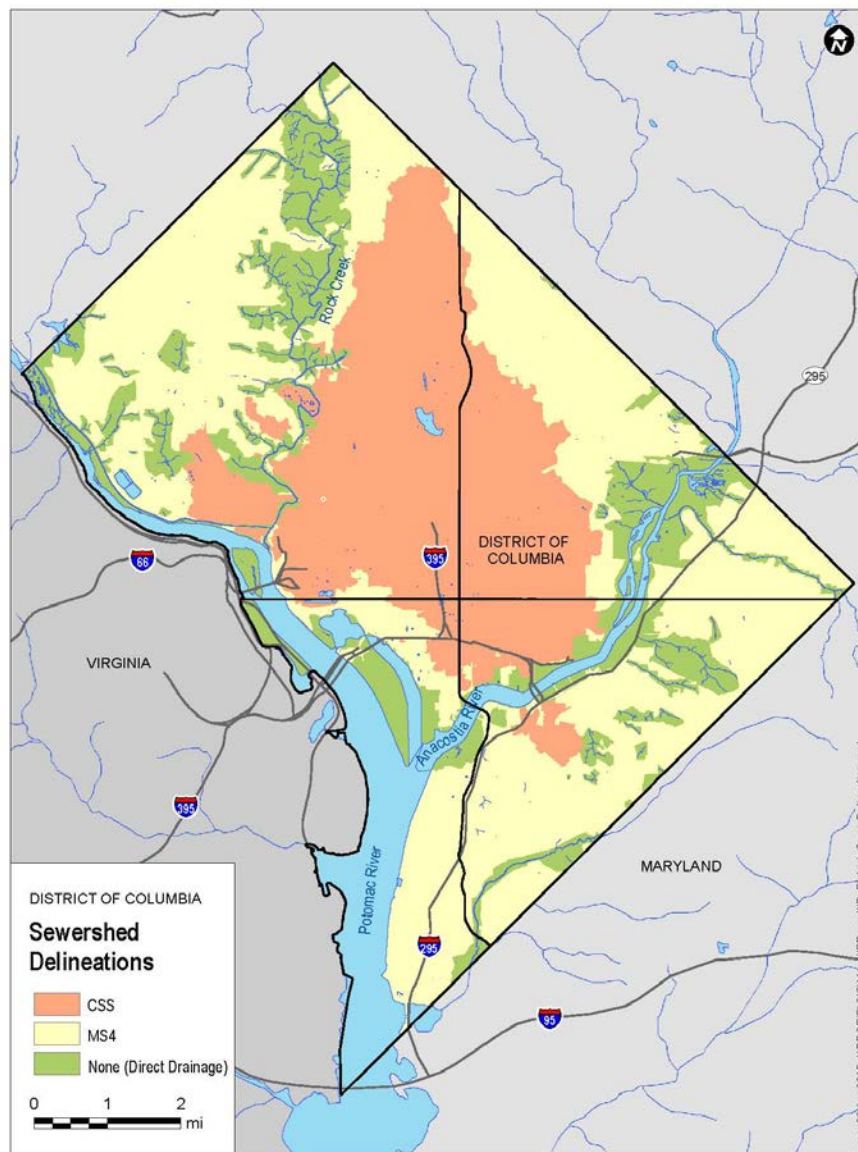 N
Rock Creek
295
66
395
DISTRICT OF
COLUMBIA
VIRGINIA
Anacostia River
395
MARYLAND
Potomac River
295
95
DISTRICT OF COLUMBIA
Sewershed
Delineations
CSS
MS4
None (Direct Drainage)
0 1 2
mi